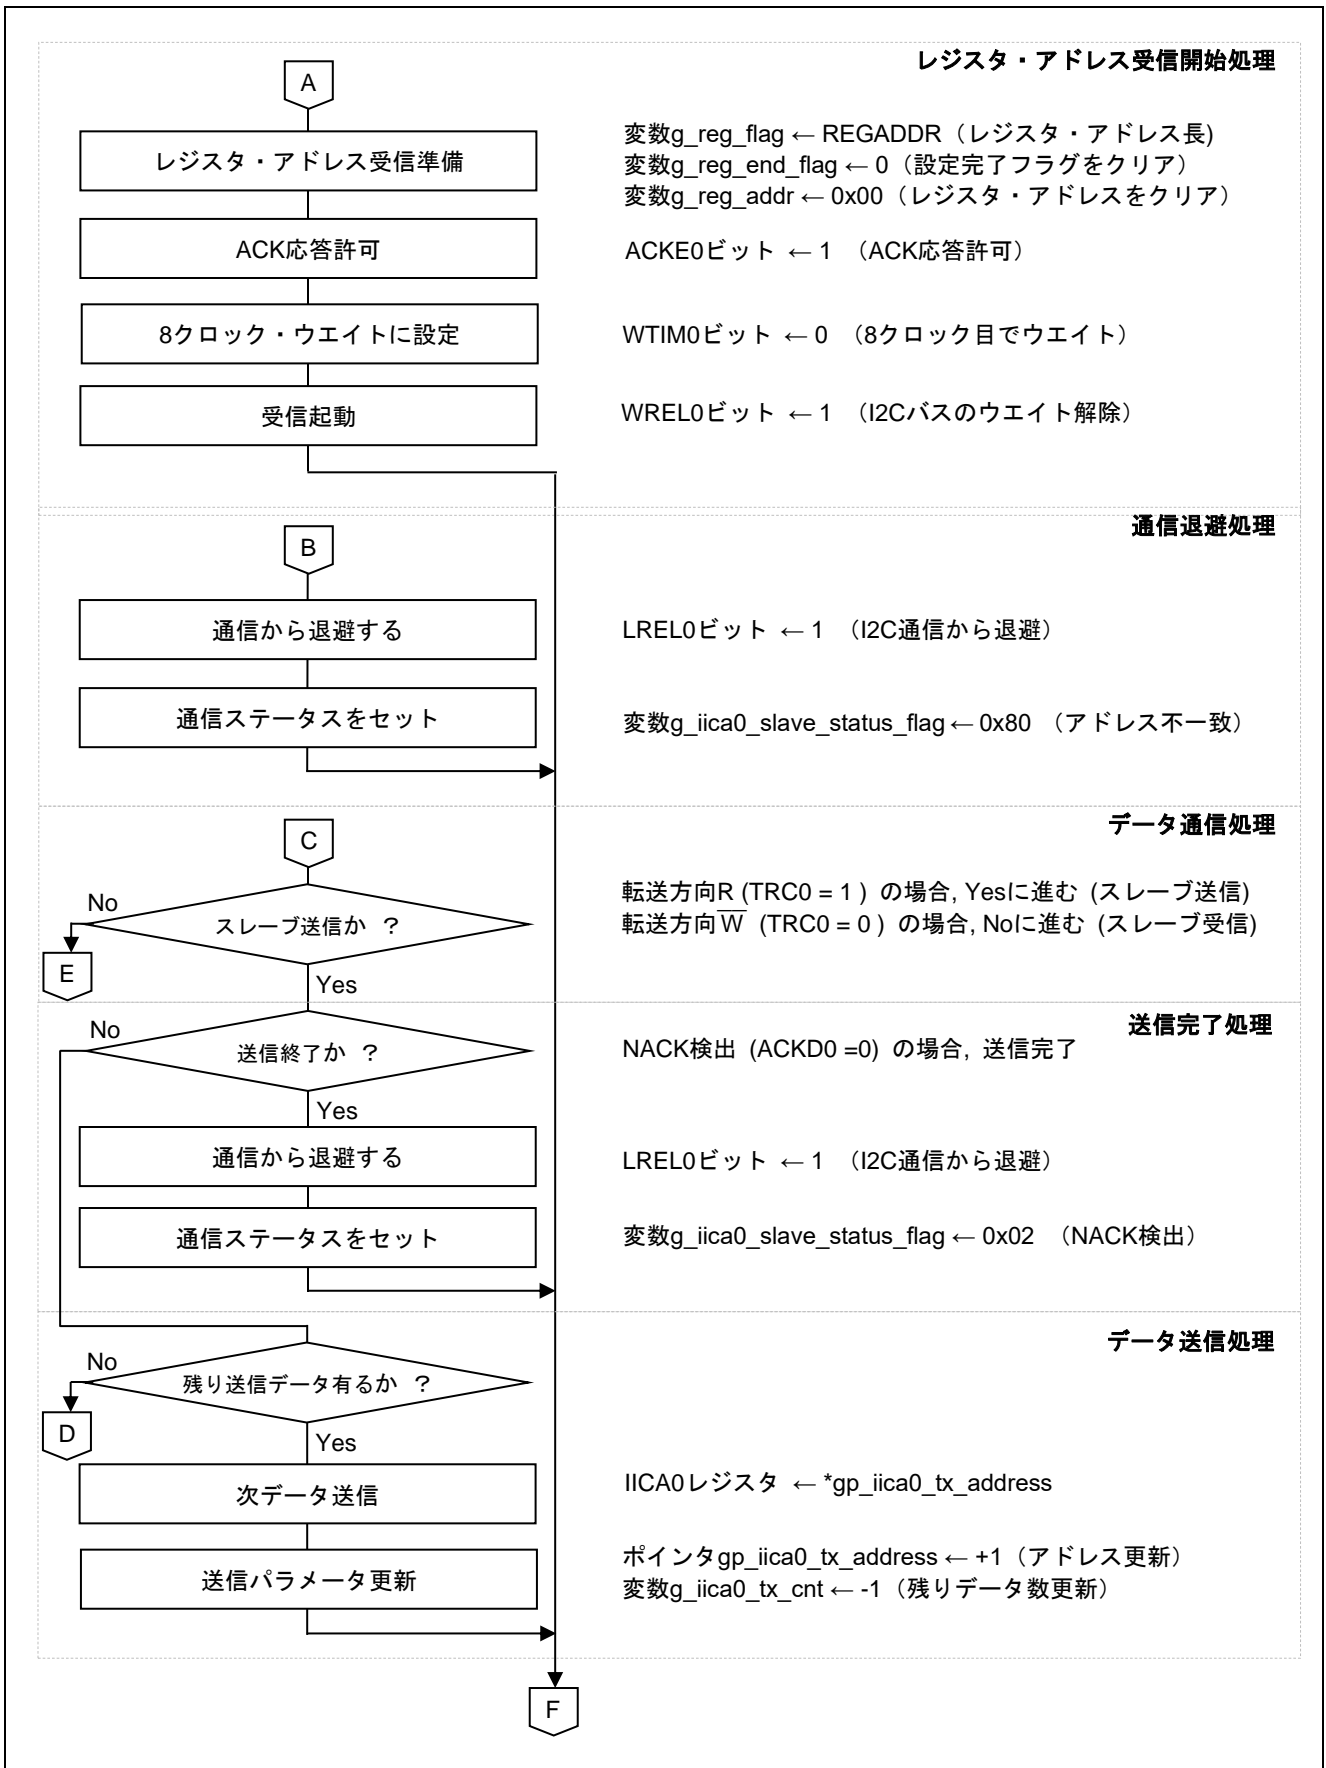 レジスタ・アドレス受信開始処理
A
レジスタ・アドレス受信準備
変数g_reg_flag ← REGADDR（レジスタ・アドレス長)
変数g_reg_end_flag ← 0（設定完了フラグをクリア）
変数g_reg_addr ← 0x00（レジスタ・アドレスをクリア）
ACK応答許可
ACKE0ビット ← 1 （ACK応答許可）
8クロック・ウエイトに設定
WTIM0ビット ← 0 （8クロック目でウエイト）
受信起動
WREL0ビット ← 1 （I2Cバスのウエイト解除）
通信退避処理
B
通信から退避する
LREL0ビット ← 1 （I2C通信から退避）
通信ステータスをセット
変数g_iica0_slave_status_flag ← 0x80 （アドレス不一致）
データ通信処理
C
No
スレーブ送信か ？
転送方向R (TRC0 = 1 ) の場合, Yesに進む (スレーブ送信)
転送方向W̅ (TRC0 = 0 ) の場合, Noに進む (スレーブ受信)
E
Yes
送信完了処理
No
送信終了か ？
NACK検出 (ACKD0 =0) の場合, 送信完了
Yes
通信から退避する
LREL0ビット ← 1 （I2C通信から退避）
通信ステータスをセット
変数g_iica0_slave_status_flag ← 0x02 （NACK検出）
データ送信処理
No
残り送信データ有るか ？
D
Yes
次データ送信
IICA0レジスタ ← *gp_iica0_tx_address
送信パラメータ更新
ポインタgp_iica0_tx_address ← +1（アドレス更新）
変数g_iica0_tx_cnt ← -1（残りデータ数更新）
F